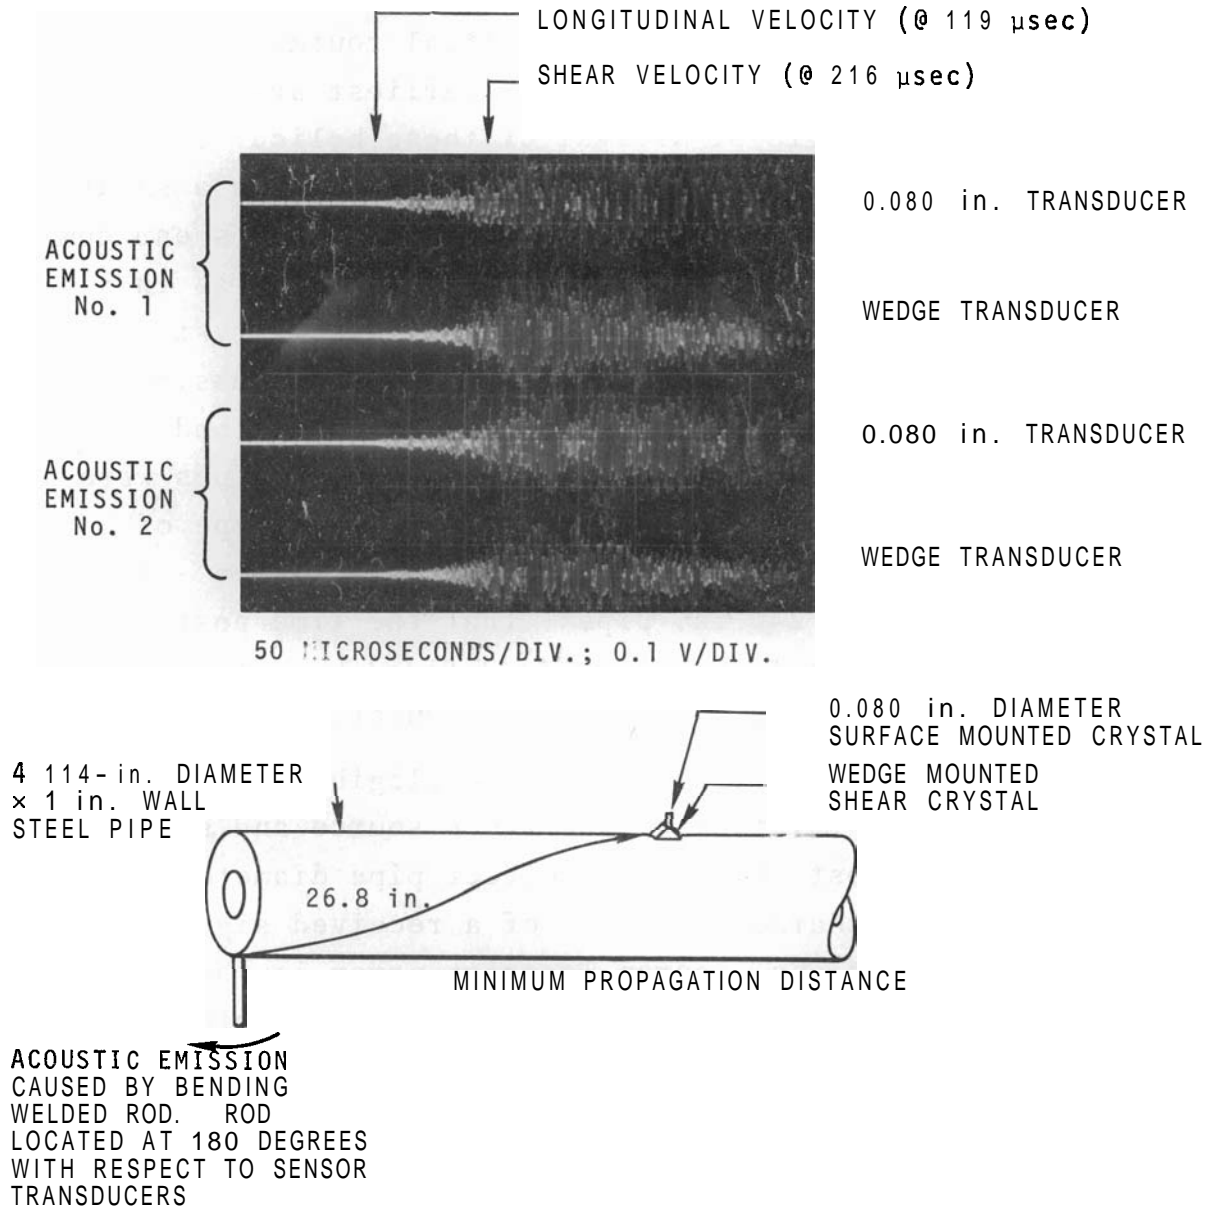 LONGITUDINAL VELOCITY (@ 119 μsec)
SHEAR VELOCITY (@ 216 μsec)
ACOUSTIC
EMISSION
No. 1
0.080 in. TRANSDUCER
WEDGE TRANSDUCER
ACOUSTIC
EMISSION
No. 2
0.080 in. TRANSDUCER
WEDGE TRANSDUCER
50 MICROSECONDS/DIV.; 0.1 V/DIV.
0.080 in. DIAMETER
SURFACE MOUNTED CRYSTAL
WEDGE MOUNTED
SHEAR CRYSTAL
4 114-in. DIAMETER
× 1 in. WALL
STEEL PIPE
26.8 in.
MINIMUM PROPAGATION DISTANCE
ACOUSTIC EMISSION
CAUSED BY BENDING
WELDED ROD. ROD
LOCATED AT 180 DEGREES
WITH RESPECT TO SENSOR
TRANSDUCERS